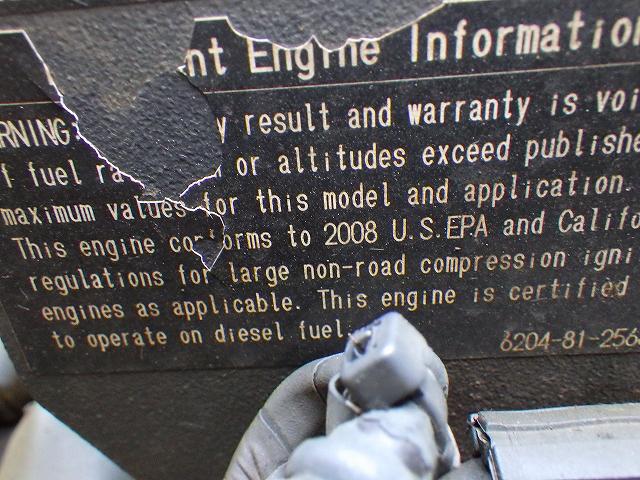 nt Engine Information
RNING: y result and warranty is voi
f fuel ra or altitudes exceed publishe
maximum values for this model and application.
This engine conforms to 2008 U.S.EPA and Califo
regulations for large non-road compression igni
engines as applicable. This engine is certified
to operate on diesel fuel.
6204-81-256